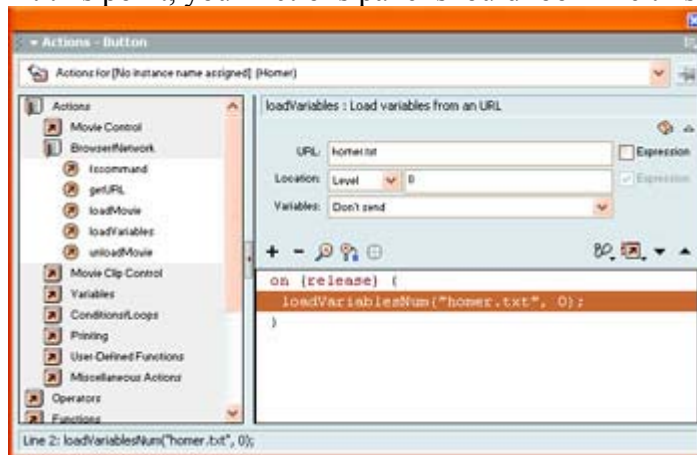 Actions - Button
Actions for [No instance name assigned] (Homer)
Actions
Movie Control
Browser/Network
fscommand
getURL
loadMovie
loadVariables
unloadMovie
Movie Clip Control
Variables
Conditions/Loops
Printing
User-Defined Functions
Miscellaneous Actions
Operators
Functions
loadVariables : Load variables from an URL
URL: homer.txt
Expression
Location: Level 0
Expression
Variables: Don't send
on (release) {
loadVariablesNum("homer.txt", 0);
}
Line 2: loadVariablesNum("homer.txt", 0);